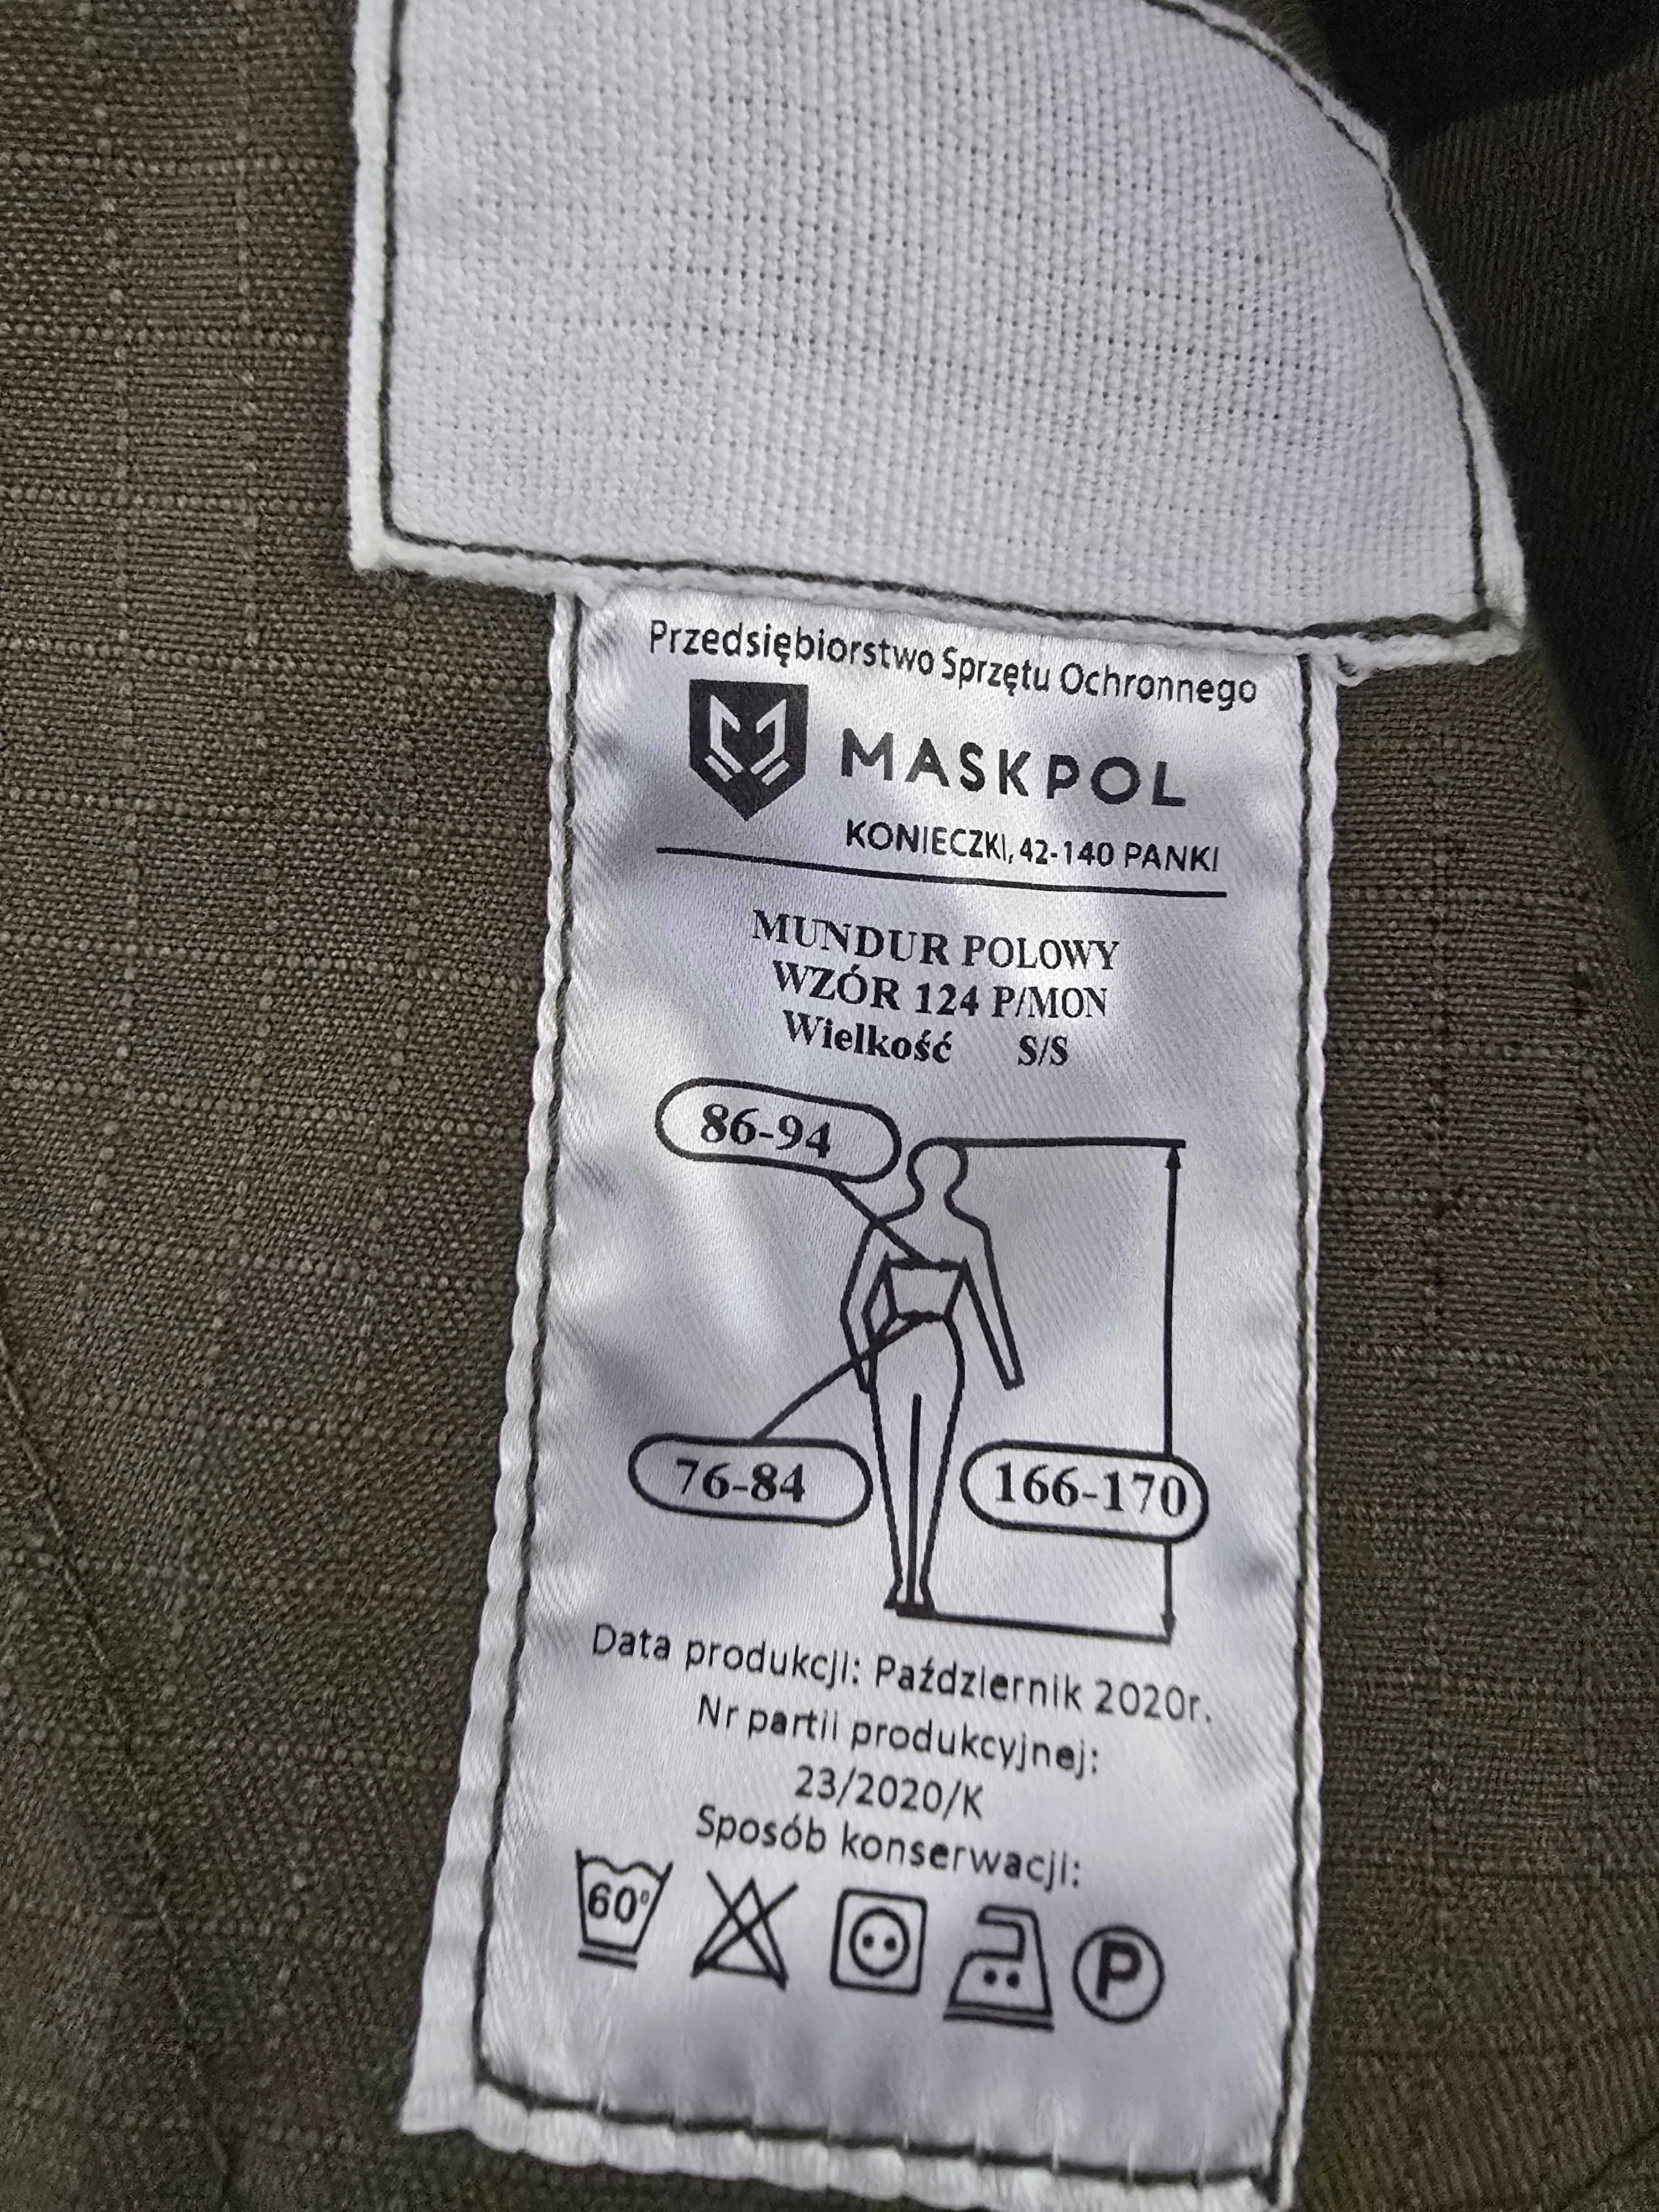 Przedsiębiorstwo Sprzętu Ochronnego
MASKPOL
KONIECZKI, 42-140 PANKI
MUNDUR POLOWY
WZÓR 124 P/MON
Wielkość S/S
86-94
76-84
166-170
Data produkcji: Październik 2020r.
Nr partii produkcyjnej:
23/2020/K
Sposób konserwacji:
60° P